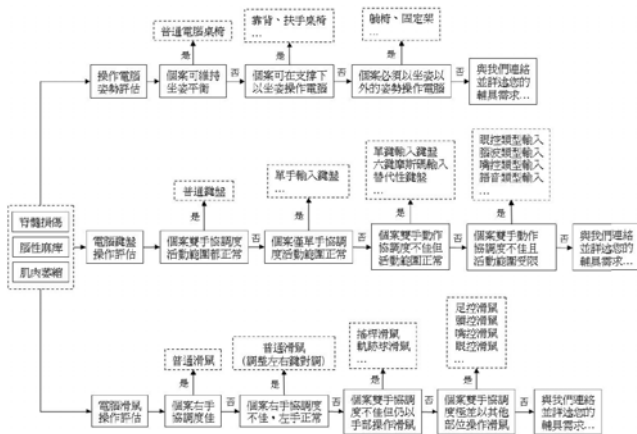 普通電腦桌椅
靠背、扶手桌椅
...
躺椅、固定架
...
是
是
是
操作電腦
姿勢評估
個案可維持
坐姿平衡
否
個案可在支撐下
以坐姿操作電腦
否
個案必須以坐姿以
外的姿勢操作電腦
否
與我們連絡
並詳述您的
輔具需求...
脊髓損傷
腦性麻痺
肌肉萎縮
普通鍵盤
單手輸入鍵盤
...
單鍵輸入鍵盤
六鍵摩斯碼輸入
替代性鍵盤
...
眼控類型輸入
腦波類型輸入
嘴控類型輸入
語音類型輸入
...
是
是
是
是
電腦鍵盤
操作評估
個案雙手協調度
活動範圍都正常
否
個案僅單手協調
度活動範圍正常
否
個案雙手動作
協調度不佳但
活動範圍正常
否
個案雙手動作
協調度不佳且
活動範圍受限
否
與我們連絡
並詳述您的
輔具需求...
普通滑鼠
普通滑鼠
(調整左右鍵對調)
搖桿滑鼠
軌跡球滑鼠
...
足控滑鼠
頭控滑鼠
嘴控滑鼠
眼控滑鼠
...
是
是
是
是
電腦滑鼠
操作評估
個案右手
協調度佳
否
個案右手協調度
不佳，左手正常
否
個案雙手協調
度不佳但仍以
手部操作滑鼠
否
個案雙手協調
度極差以其他
部位操作滑鼠
否
與我們連絡
並詳述您的
輔具需求...